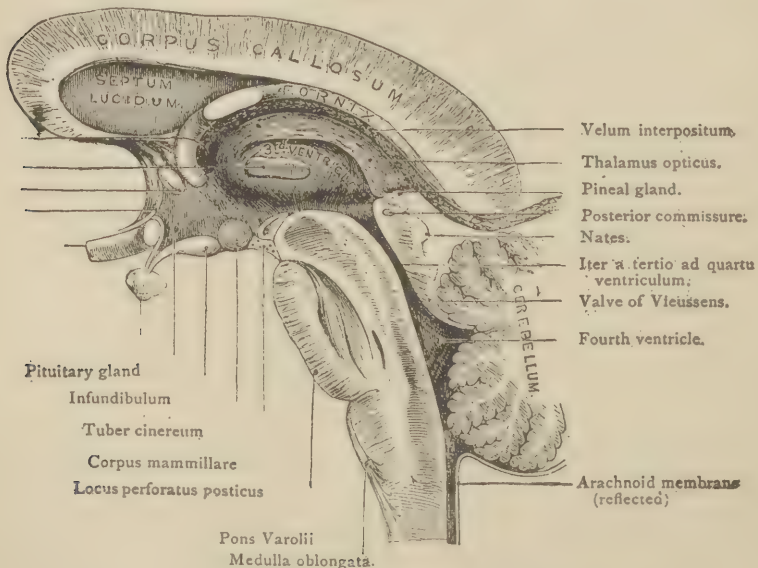 CORPUS CALLOSUM
SEPTUM
LUCIDUM.
FORNIX
3rd VENTRICLE
Velum interpositum.
Thalamus opticus.
Pineal gland.
Posterior commissure.
Nates.
Iter a tertio ad quartu
ventriculum.
Valve of Vieussens.
CEREBELLUM.
Fourth ventricle.
Pituitary gland
Infundibulum
Tuber cinereum
Corpus mammillare
Locus perforatus posticus
Arachnoid membrane
(reflected)
Pons Varolii
Medulla oblongata.